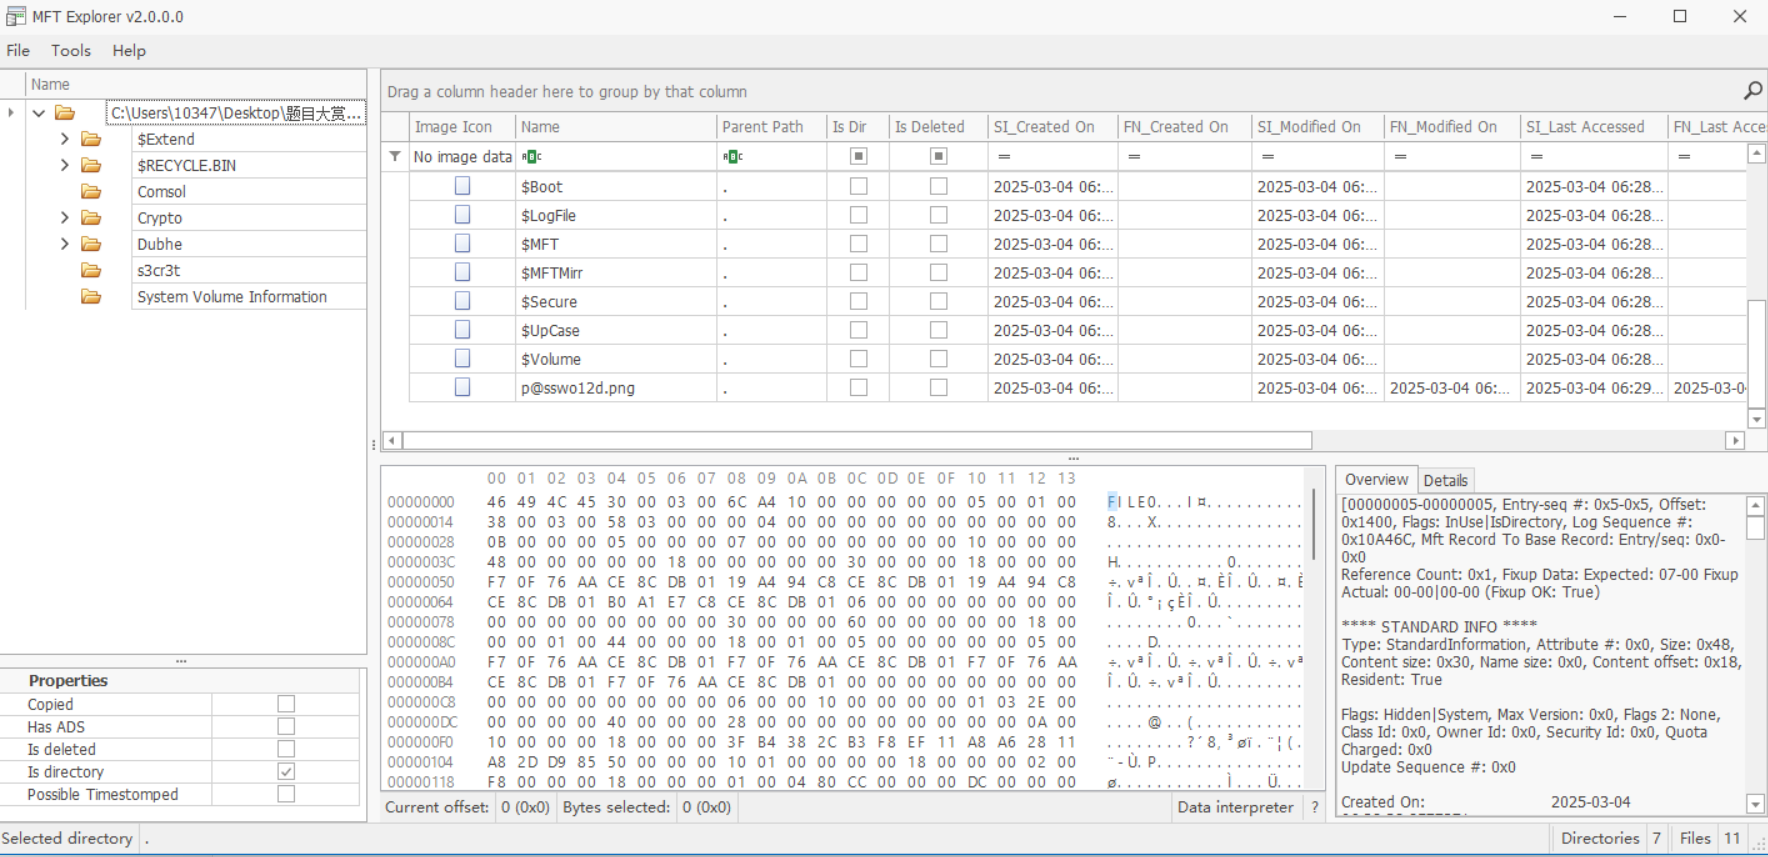 MFT Explorer v2.0.0.0
File Tools Help
Name
C:\Users\10347\Desktop\题目大赏...
$Extend
$RECYCLE.BIN
Comsol
Crypto
Dubhe
s3cr3t
System Volume Information
Properties
Copied
Has ADS
Is deleted
Is directory
Possible Timestomped
Drag a column header here to group by that column
Image Icon Name Parent Path Is Dir Is Deleted SI_Created On FN_Created On SI_Modified On FN_Modified On SI_Last Accessed FN_Last Acce
No image data ABC ABC = = = = = =
$Boot . 2025-03-04 06:... 2025-03-04 06:... 2025-03-04 06:28...
$LogFile . 2025-03-04 06:... 2025-03-04 06:... 2025-03-04 06:28...
$MFT . 2025-03-04 06:... 2025-03-04 06:... 2025-03-04 06:28...
$MFTMirr . 2025-03-04 06:... 2025-03-04 06:... 2025-03-04 06:28...
$Secure . 2025-03-04 06:... 2025-03-04 06:... 2025-03-04 06:28...
$UpCase . 2025-03-04 06:... 2025-03-04 06:... 2025-03-04 06:28...
$Volume . 2025-03-04 06:... 2025-03-04 06:... 2025-03-04 06:28...
p@sswo12d.png . 2025-03-04 06:... 2025-03-04 06:... 2025-03-04 06:... 2025-03-04 06:29... 2025-03-0
00 01 02 03 04 05 06 07 08 09 0A 0B 0C 0D 0E 0F 10 11 12 13
00000000 46 49 4C 45 30 00 03 00 6C A4 10 00 00 00 00 00 05 00 01 00 FILE0...l¤..........
00000014 38 00 03 00 58 03 00 00 00 04 00 00 00 00 00 00 00 00 00 00 8...X...............
00000028 0B 00 00 00 05 00 00 00 07 00 00 00 00 00 00 00 10 00 00 00 ....................
0000003C 48 00 00 00 00 00 18 00 00 00 00 00 30 00 00 00 18 00 00 00 H...........0.......
00000050 F7 0F 76 AA CE 8C DB 01 19 A4 94 C8 CE 8C DB 01 19 A4 94 C8 ÷.vªÎ.Û..¤.ÈÎ.Û..¤.È
00000064 CE 8C DB 01 B0 A1 E7 C8 CE 8C DB 01 06 00 00 00 00 00 00 00 Î.Û.°¡çÈÎ.Û.........
00000078 00 00 00 00 00 00 00 00 30 00 00 00 60 00 00 00 00 00 18 00 ........0...`.......
0000008C 00 00 01 00 44 00 00 00 18 00 01 00 05 00 00 00 00 00 05 00 ....D...............
000000A0 F7 0F 76 AA CE 8C DB 01 F7 0F 76 AA CE 8C DB 01 F7 0F 76 AA ÷.vªÎ.Û.÷.vªÎ.Û.÷.vª
000000B4 CE 8C DB 01 F7 0F 76 AA CE 8C DB 01 00 00 00 00 00 00 00 00 Î.Û.÷.vªÎ.Û.........
000000C8 00 00 00 00 00 00 00 00 06 00 00 10 00 00 00 00 01 03 2E 00 ....................
000000DC 00 00 00 00 40 00 00 00 28 00 00 00 00 00 00 00 00 00 0A 00 ....@...(...........
000000F0 10 00 00 00 18 00 00 00 3F B4 38 2C B3 F8 EF 11 A8 A6 28 11 ........?´8,³øï.¨¦(.
00000104 A8 2D D9 85 50 00 00 00 10 01 00 00 00 00 18 00 00 00 02 00 ¨-Ù.P...............
00000118 F8 00 00 00 18 00 00 00 01 00 04 80 CC 00 00 00 DC 00 00 00 ø...........Ì...Ü...
Current offset: 0 (0x0) Bytes selected: 0 (0x0) Data interpreter ?
Overview Details
[00000005-00000005, Entry-seq #: 0x5-0x5, Offset:
0x1400, Flags: InUse|IsDirectory, Log Sequence #:
0x10A46C, Mft Record To Base Record: Entry/seq: 0x0-
0x0
Reference Count: 0x1, Fixup Data: Expected: 07-00 Fixup
Actual: 00-00|00-00 (Fixup OK: True)
**** STANDARD INFO ****
Type: StandardInformation, Attribute #: 0x0, Size: 0x48,
Content size: 0x30, Name size: 0x0, Content offset: 0x18,
Resident: True
Flags: Hidden|System, Max Version: 0x0, Flags 2: None,
Class Id: 0x0, Owner Id: 0x0, Security Id: 0x0, Quota
Charged: 0x0
Update Sequence #: 0x0
Created On: 2025-03-04
Selected directory .
Directories 7 Files 11